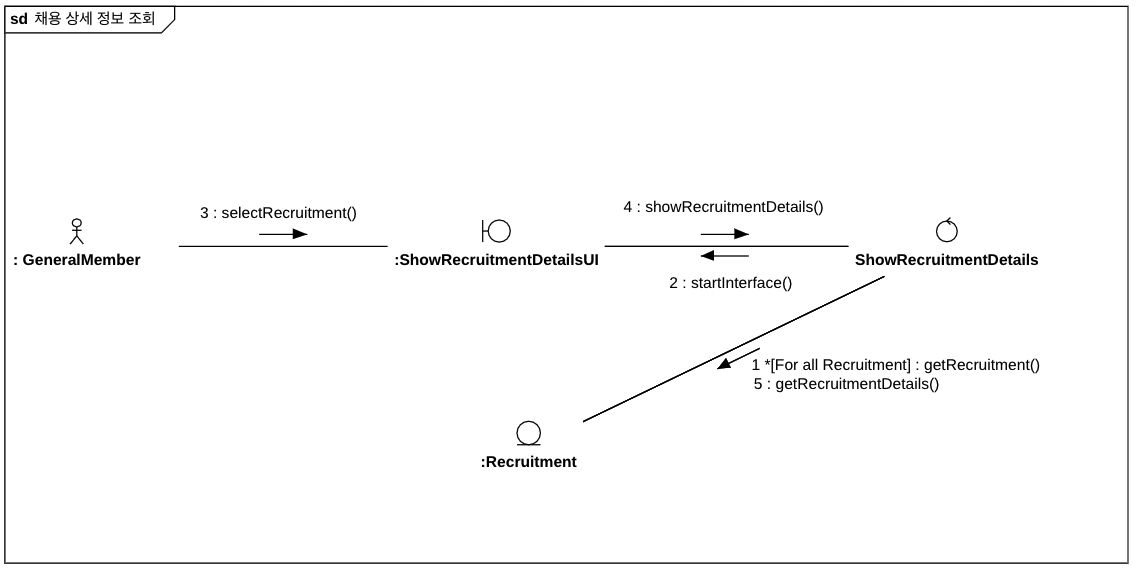 sd 채용 상세 정보 조회
3 : selectRecruitment()
4 : showRecruitmentDetails()
: GeneralMember
:ShowRecruitmentDetailsUI
ShowRecruitmentDetails
2 : startInterface()
1 *[For all Recruitment] : getRecruitment()
5 : getRecruitmentDetails()
:Recruitment